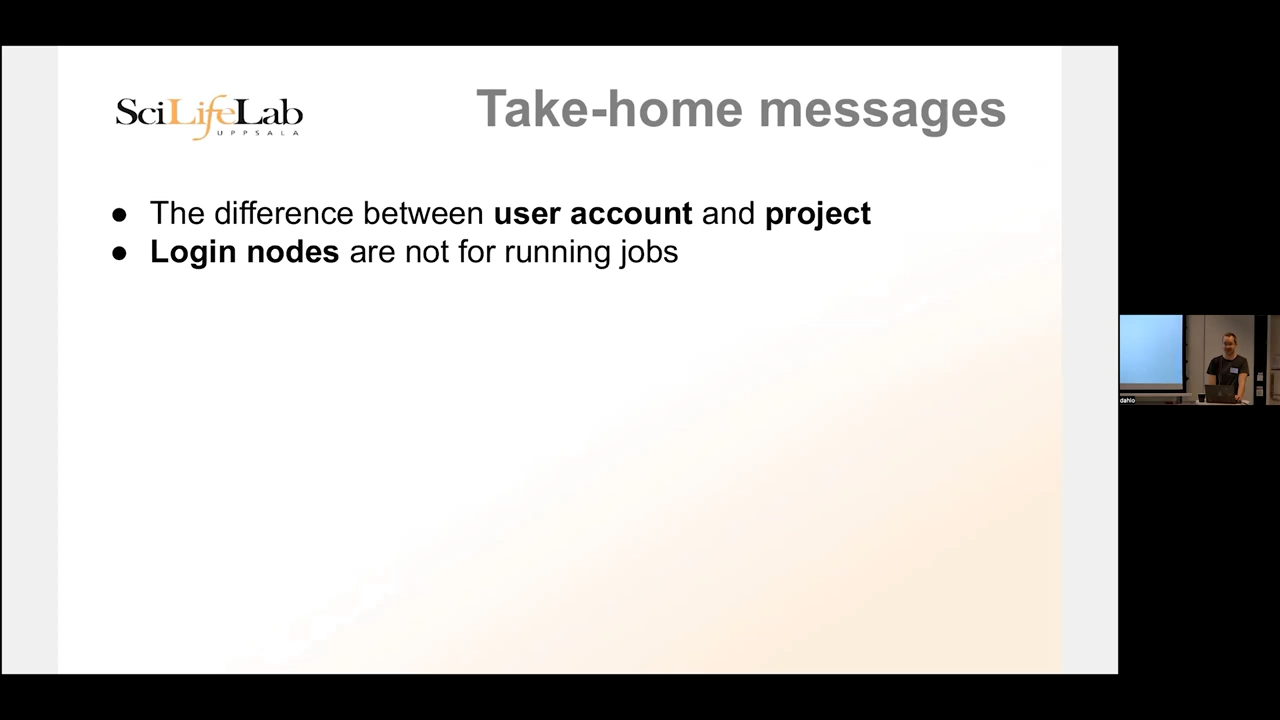 SciLifeLab
UPPSALA
Take-home messages
● The difference between user account and project
● Login nodes are not for running jobs
dahlo